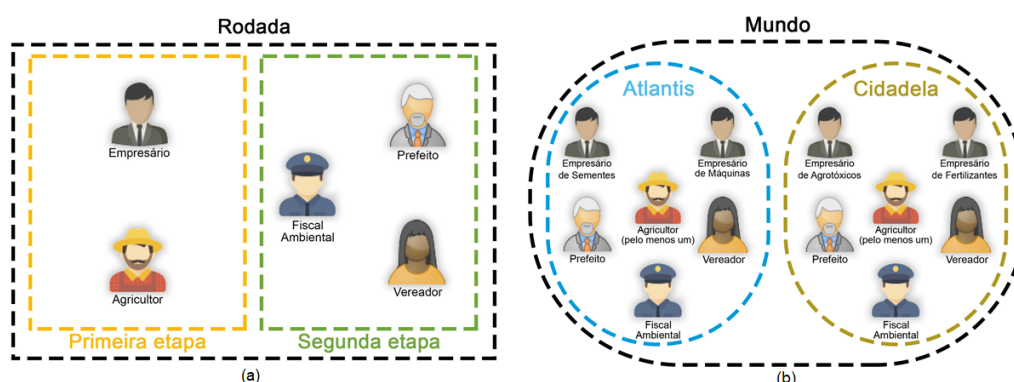 Rodada
Empresário
Agricultor
Primeira etapa
Prefeito
Fiscal
Ambiental
Vereador
Segunda etapa
(a)
Mundo
Atlantis
Empresário
de Sementes
Empresário
de Máquinas
Agricultor
(pelo menos um)
Prefeito
Vereador
Fiscal
Ambiental
Cidadela
Empresário
de Agrotóxicos
Empresário
de Fertilizantes
Agricultor
(pelo menos um)
Prefeito
Vereador
Fiscal
Ambiental
(b)